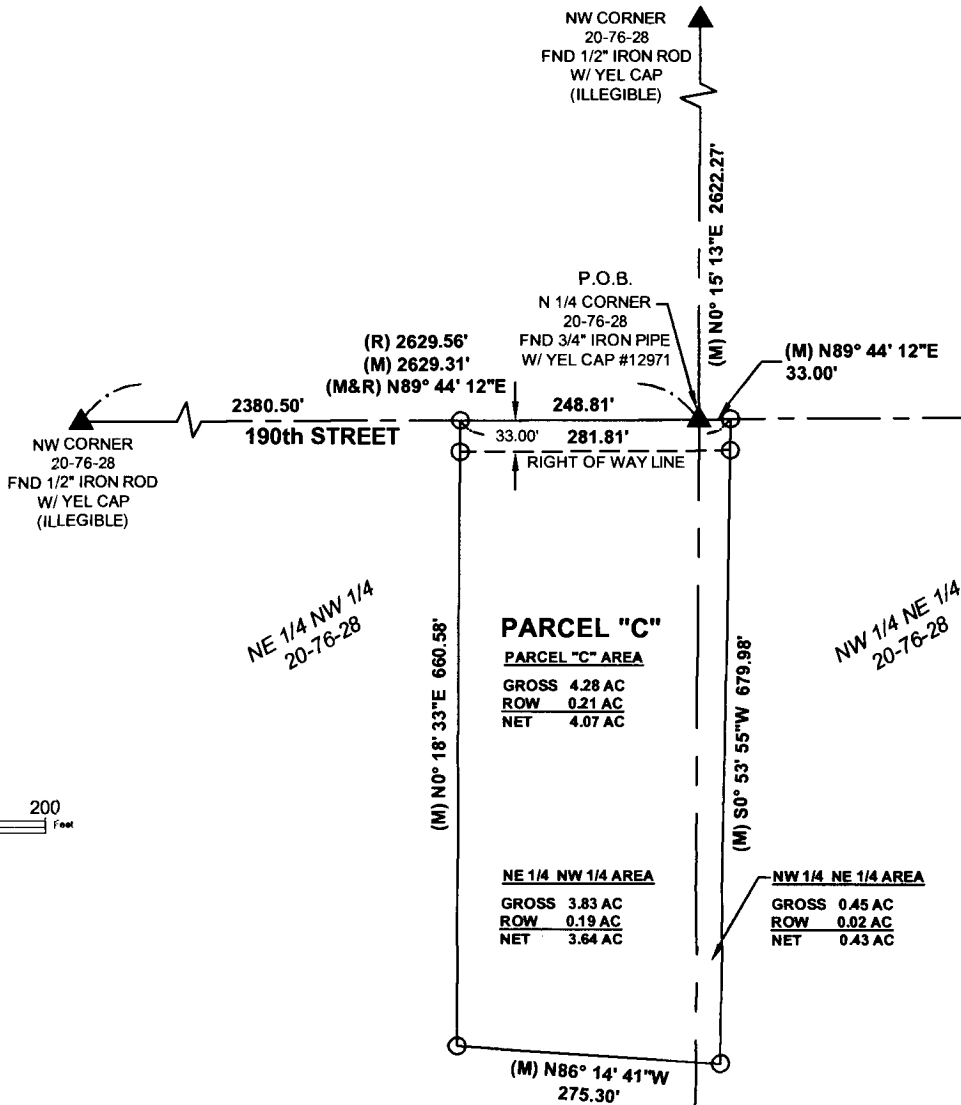 NW CORNER
20-76-28
FND 1/2" IRON ROD
W/ YEL CAP
(ILLEGIBLE)
(M) N0° 15' 13"E 2622.27'
P.O.B.
N 1/4 CORNER
20-76-28
FND 3/4" IRON PIPE
W/ YEL CAP #12971
(R) 2629.56'
(M) 2629.31'
(M&R) N89° 44' 12"E
(M) N89° 44' 12"E
33.00'
2380.50'
248.81'
190th STREET
33.00'
281.81'
RIGHT OF WAY LINE
NW CORNER
20-76-28
FND 1/2" IRON ROD
W/ YEL CAP
(ILLEGIBLE)
NE 1/4 NW 1/4
20-76-28
NW 1/4 NE 1/4
20-76-28
(M) N0° 18' 33"E 660.58'
PARCEL "C"
PARCEL "C" AREA
GROSS 4.28 AC
ROW 0.21 AC
NET 4.07 AC
(M) S0° 53' 55"W 679.98'
200
Feet
NE 1/4 NW 1/4 AREA
GROSS 3.83 AC
ROW 0.19 AC
NET 3.64 AC
NW 1/4 NE 1/4 AREA
GROSS 0.45 AC
ROW 0.02 AC
NET 0.43 AC
(M) N86° 14' 41"W
275.30'